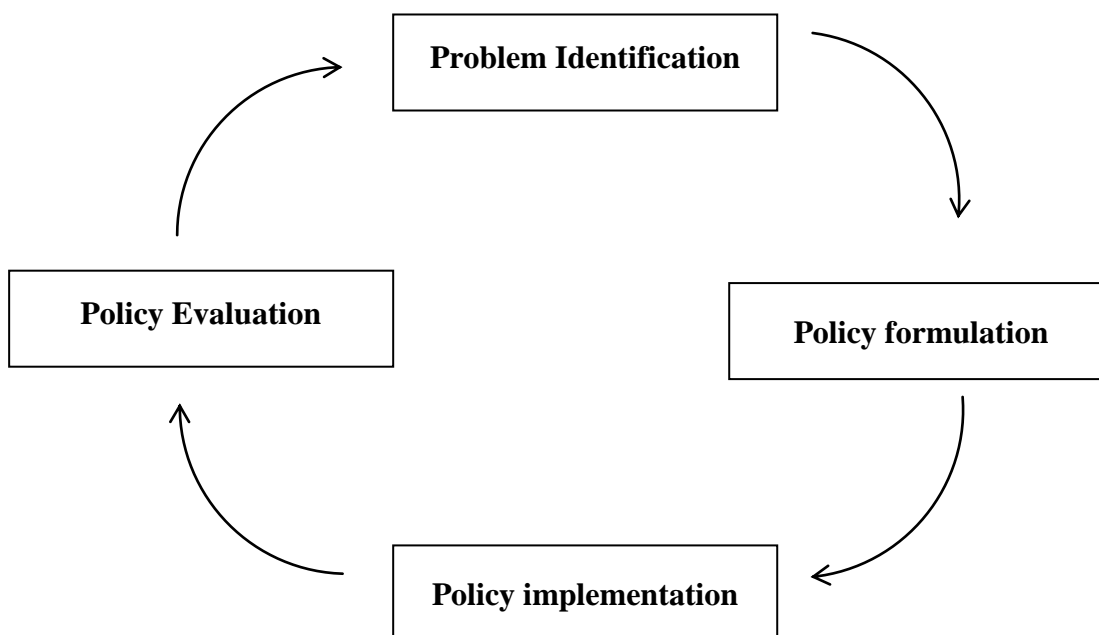 Problem Identification
Policy Evaluation
Policy formulation
Policy implementation